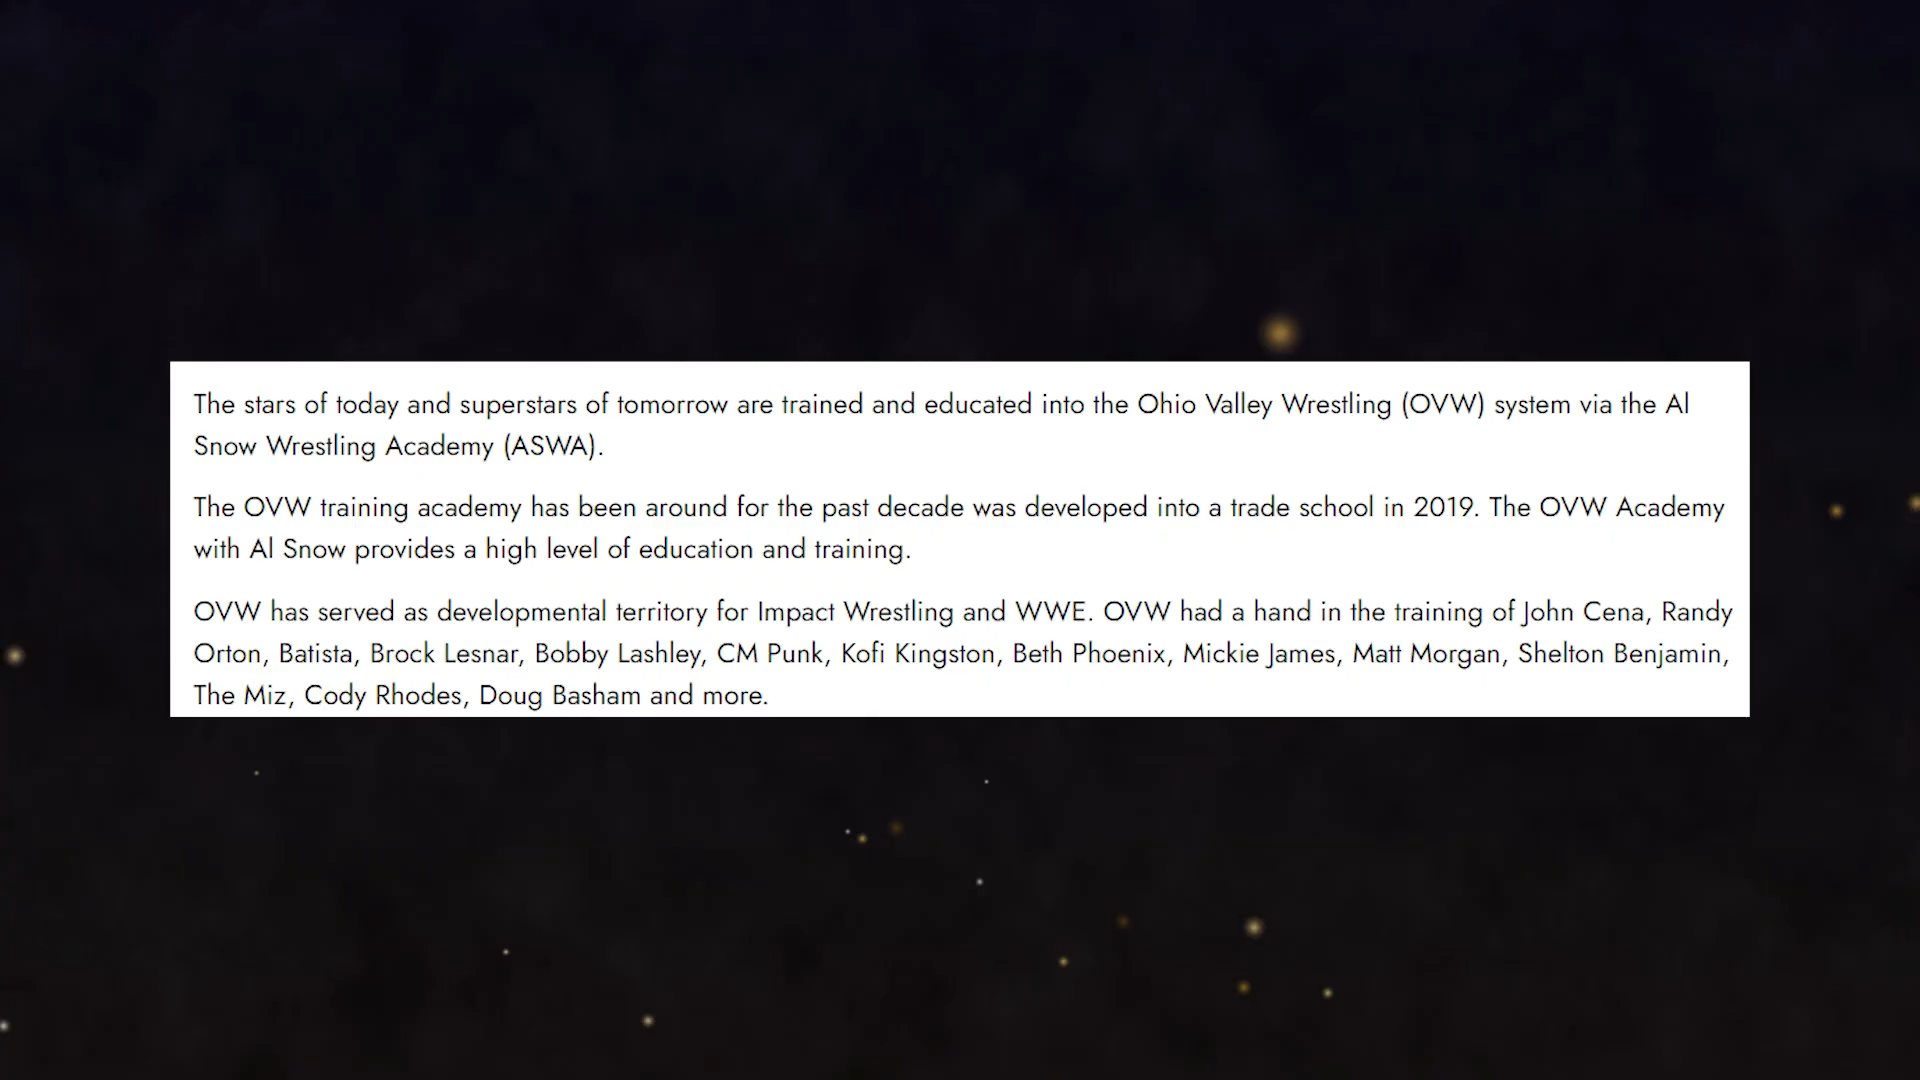 The stars of today and superstars of tomorrow are trained and educated into the Ohio Valley Wrestling (OVW) system via the Al
Snow Wrestling Academy (ASWA).
The OVW training academy has been around for the past decade was developed into a trade school in 2019. The OVW Academy
with Al Snow provides a high level of education and training.
OVW has served as developmental territory for Impact Wrestling and WWE. OVW had a hand in the training of John Cena, Randy
Orton, Batista, Brock Lesnar, Bobby Lashley, CM Punk, Kofi Kingston, Beth Phoenix, Mickie James, Matt Morgan, Shelton Benjamin,
The Miz, Cody Rhodes, Doug Basham and more.